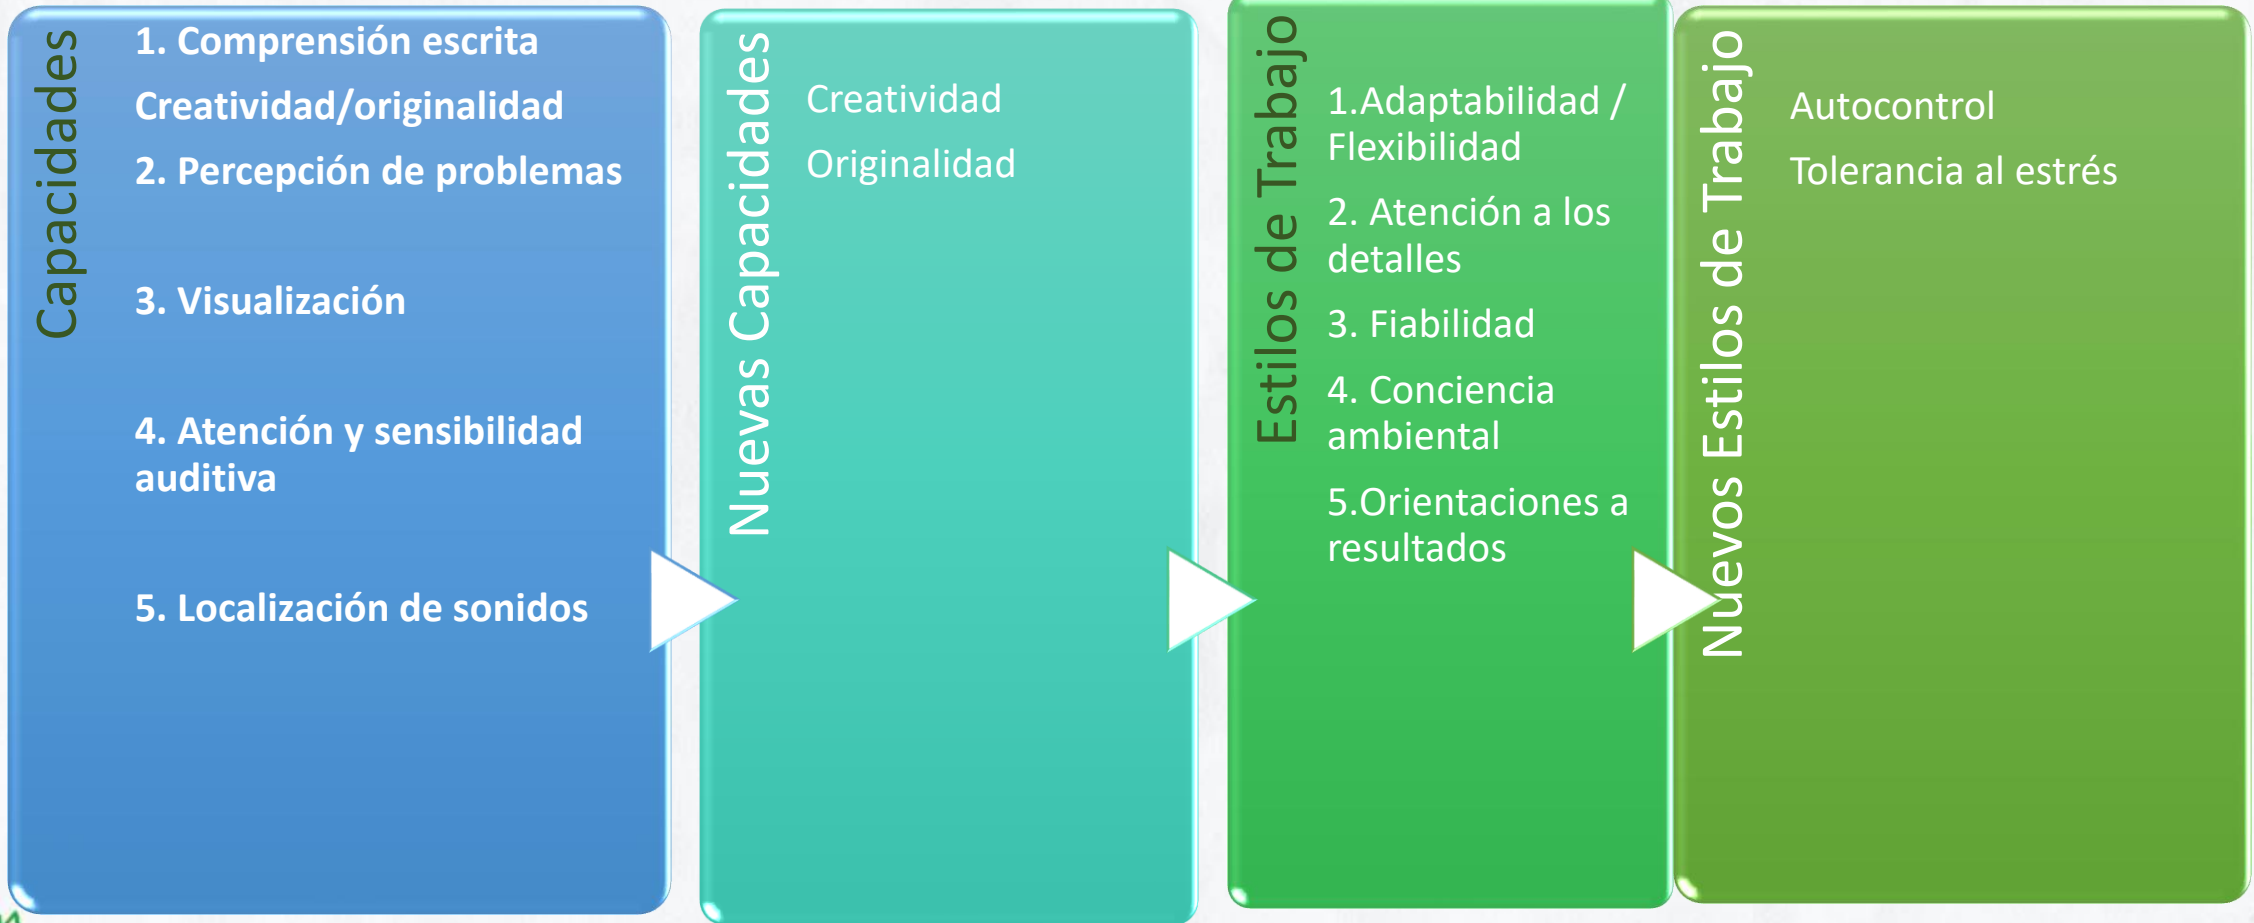 Capacidades
1. Comprensión escrita
Creatividad/originalidad
2. Percepción de problemas
3. Visualización
4. Atención y sensibilidad
auditiva
5. Localización de sonidos
Nuevas Capacidades
Creatividad
Originalidad
Estilos de Trabajo
1.Adaptabilidad /
Flexibilidad
2. Atención a los
detalles
3. Fiabilidad
4. Conciencia
ambiental
5.Orientaciones a
resultados
Nuevos Estilos de Trabajo
Autocontrol
Tolerancia al estrés